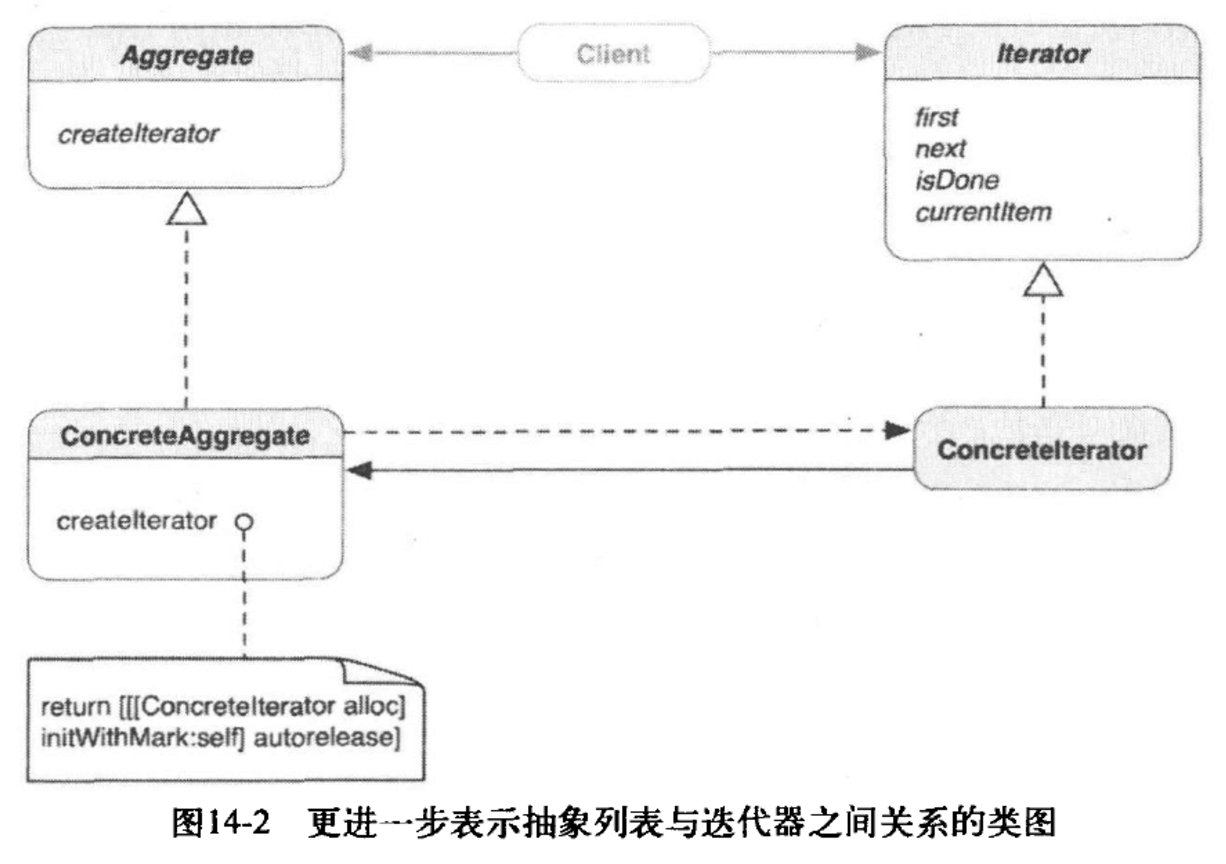 Aggregate
Client
Iterator
createIterator
first
next
isDone
currentItem
ConcreteAggregate
ConcreteIterator
createIterator
return [[[ConcreteIterator alloc]
initWithMark:self] autorelease]
图14-2 更进一步表示抽象列表与迭代器之间关系的类图